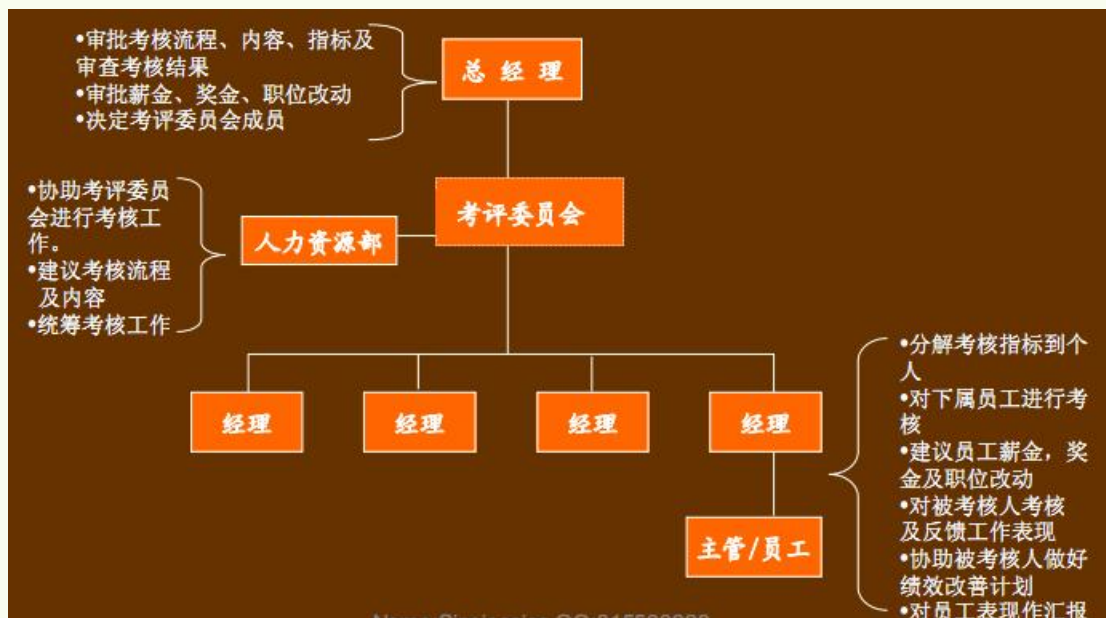 •审批考核流程、内容、指标及
审查考核结果
•审批薪金、奖金、职位改动
•决定考评委员会成员
总 经 理
•协助考评委员
会进行考核工
作。
•建议考核流程
及内容
•统筹考核工作
人力资源部
考评委员会
经理
经理
经理
经理
主管/员工
•分解考核指标到个
人
•对下属员工进行考
核
•建议员工薪金，奖
金及职位改动
•对被考核人考核
及反馈工作表现
•协助被考核人做好
绩效改善计划
•对员工表现作汇报